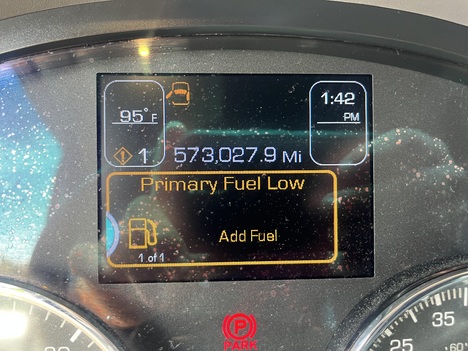 95° F
1:42
PM
1
573,027.9 Mi
Primary Fuel Low
Add Fuel
1 of 1
P
PARK
35
25
60